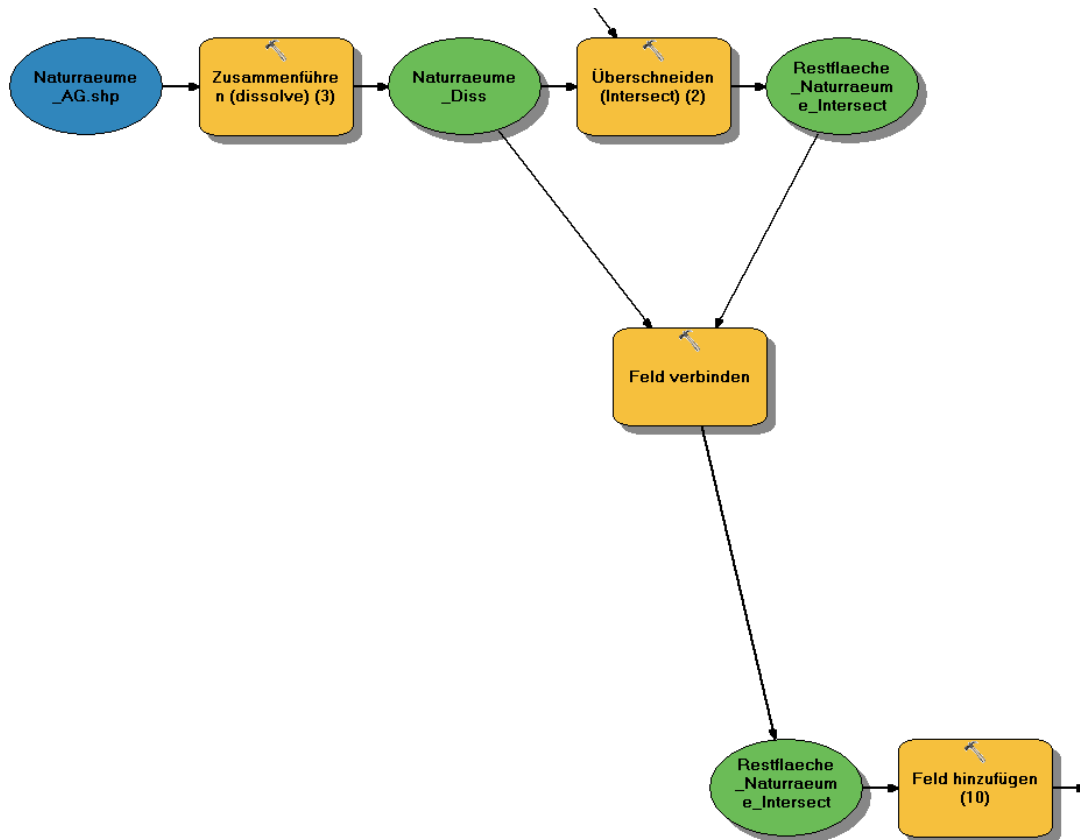 Naturraeume
_AG.shp
Zusammenführe
n (dissolve) (3)
Naturraeume
_Diss
Überschneiden
(Intersect) (2)
Restflaeche
_Naturraeum
e_Intersect
Feld verbinden
Restflaeche
_Naturraeum
e_Intersect
Feld hinzufügen
(10)